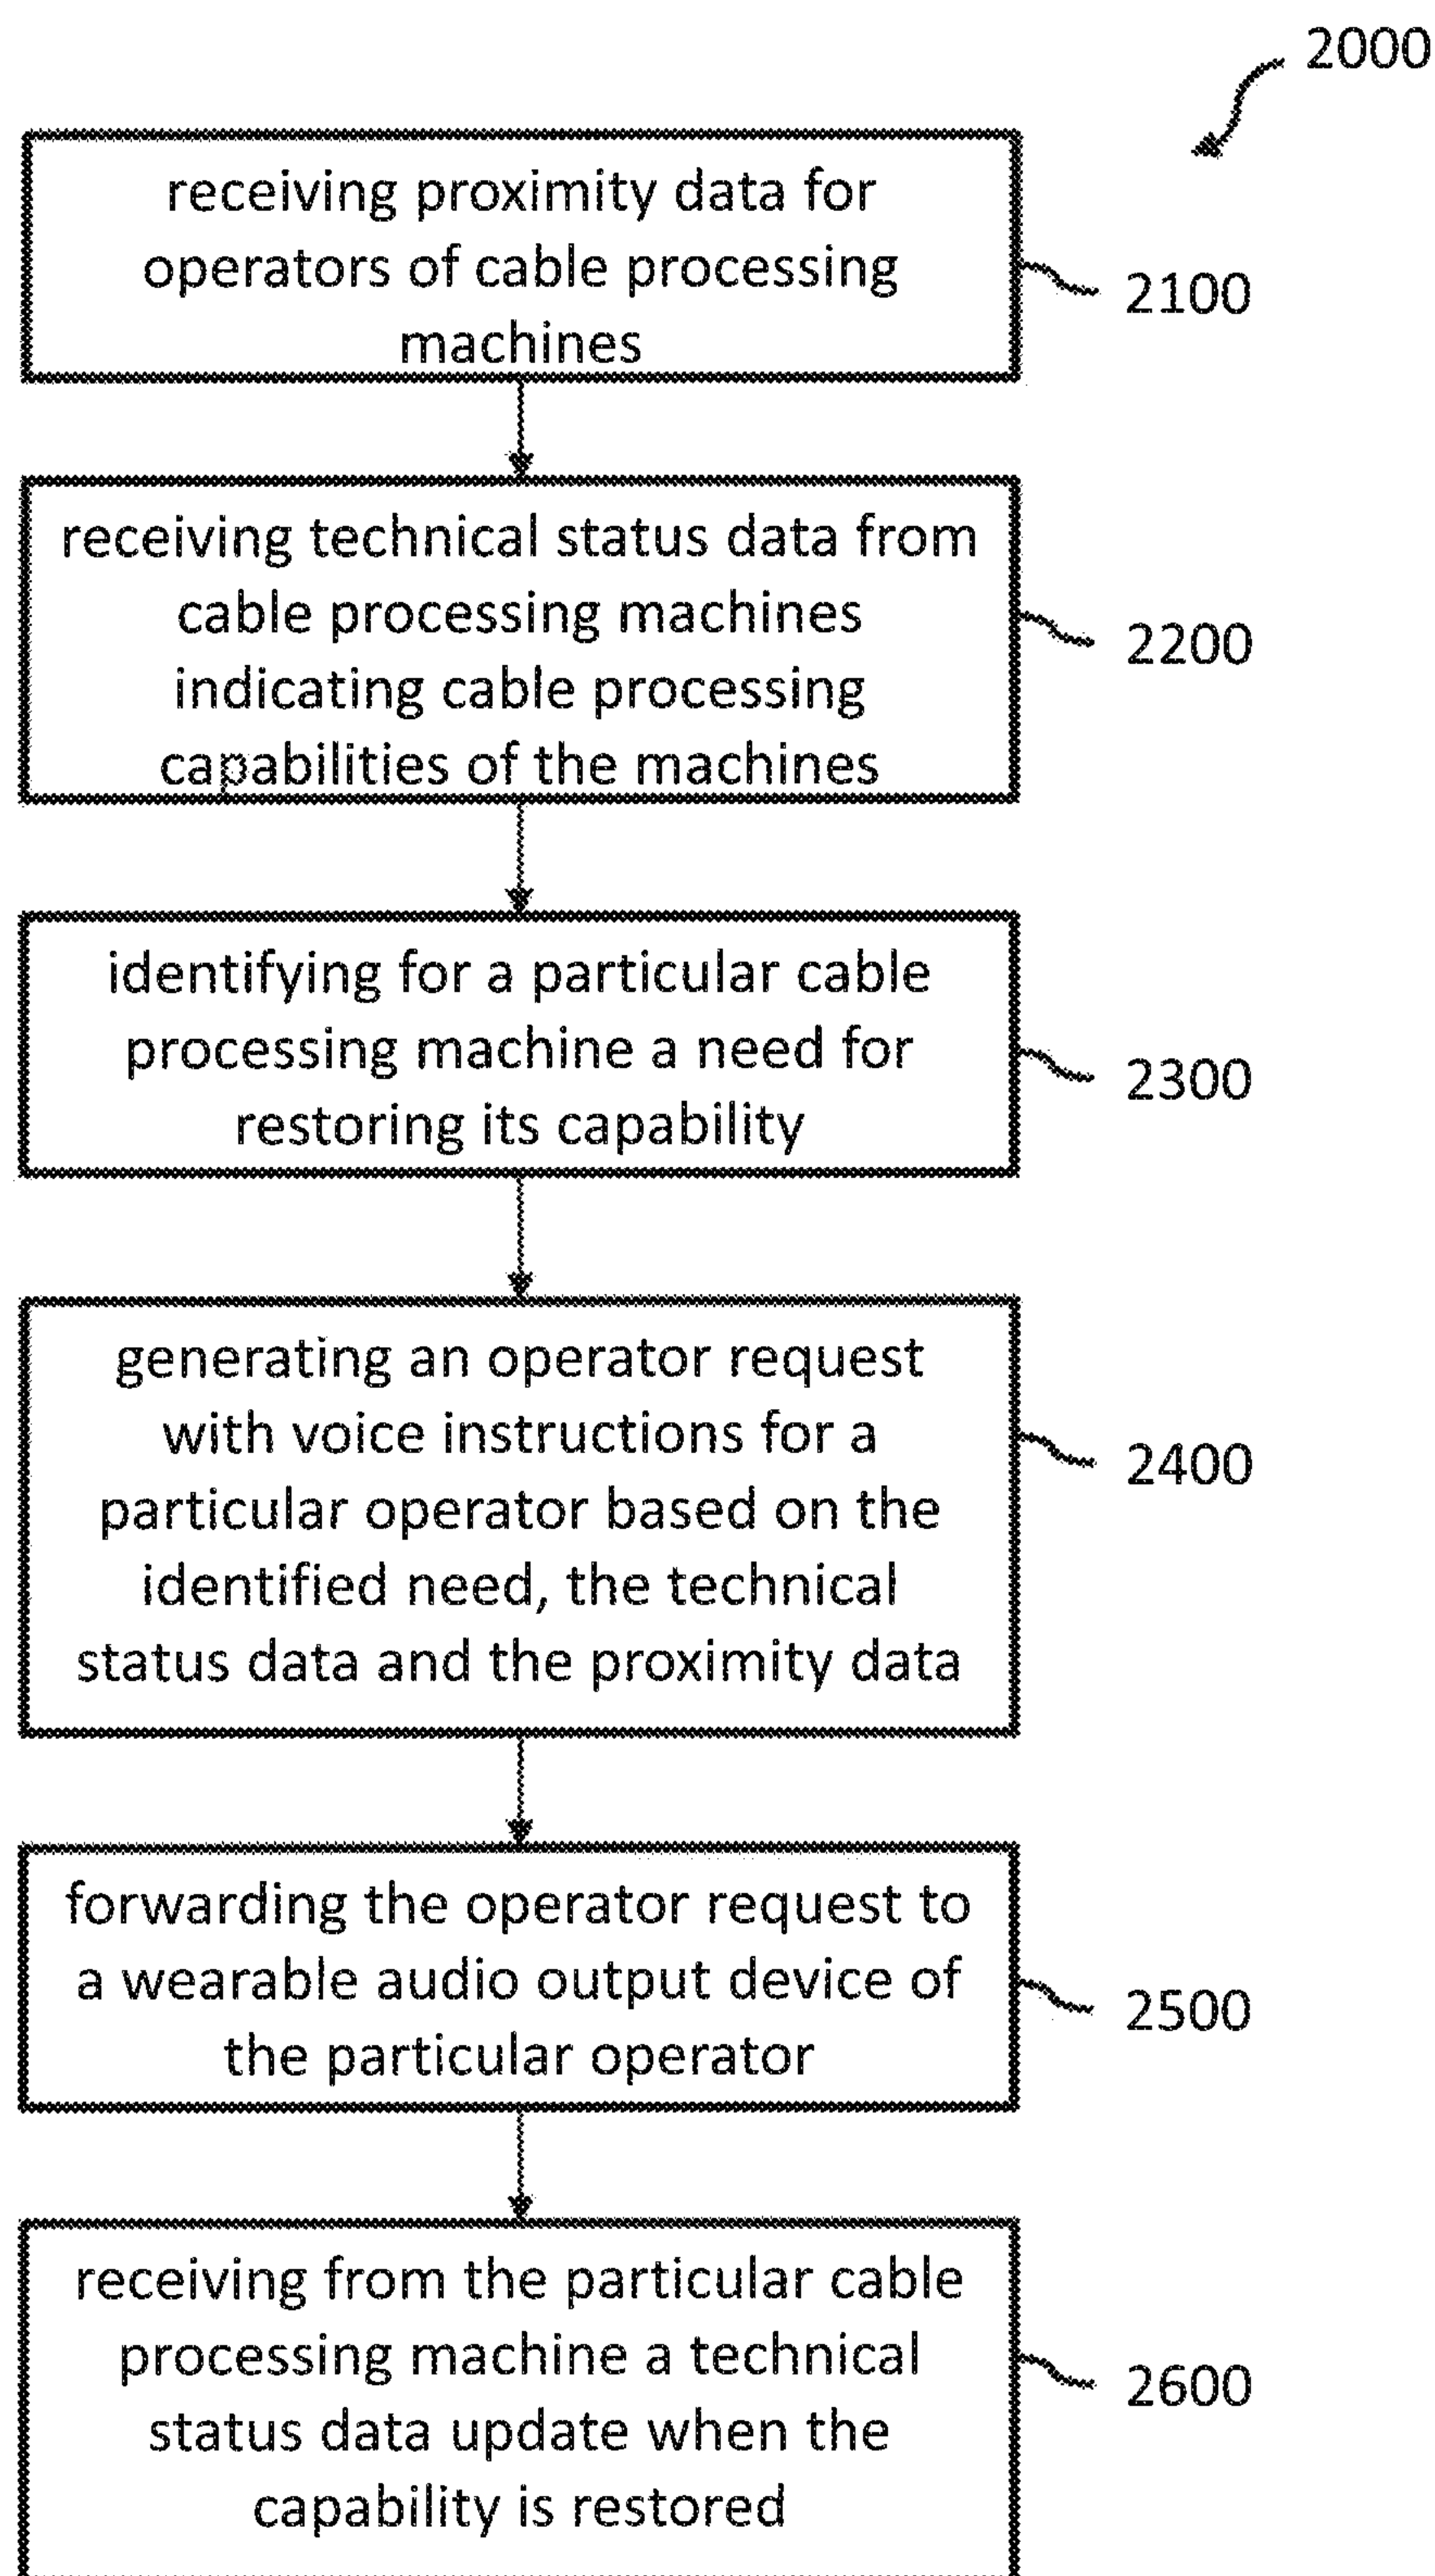 2000
receiving proximity data for
operators of cable processing
machines
2100
receiving technical status data from
cable processing machines
indicating cable processing
capabilities of the machines
2200
identifying for a particular cable
processing machine a need for
restoring its capability
2300
generating an operator request
with voice instructions for a
particular operator based on the
identified need, the technical
status data and the proximity data
2400
forwarding the operator request to
a wearable audio output device of
the particular operator
2500
receiving from the particular cable
processing machine a technical
status data update when the
capability is restored
2600